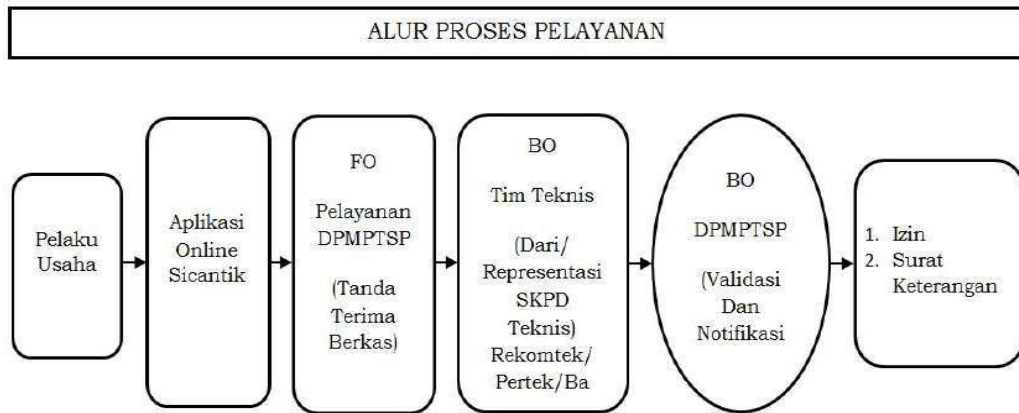 ALUR PROSES PELAYANAN
Pelaku
Usaha
Aplikasi
Online
Sicantik
FO
Pelayanan
DPMPTSP
(Tanda
Terima
Berkas)
BO
Tim Teknis
(Dari/
Representasi
SKPD
Teknis)
Rekomtek/
Pertek/Ba
BO
DPMPTSP
(Validasi
Dan
Notifikasi
1. Izin
2. Surat
Keterangan